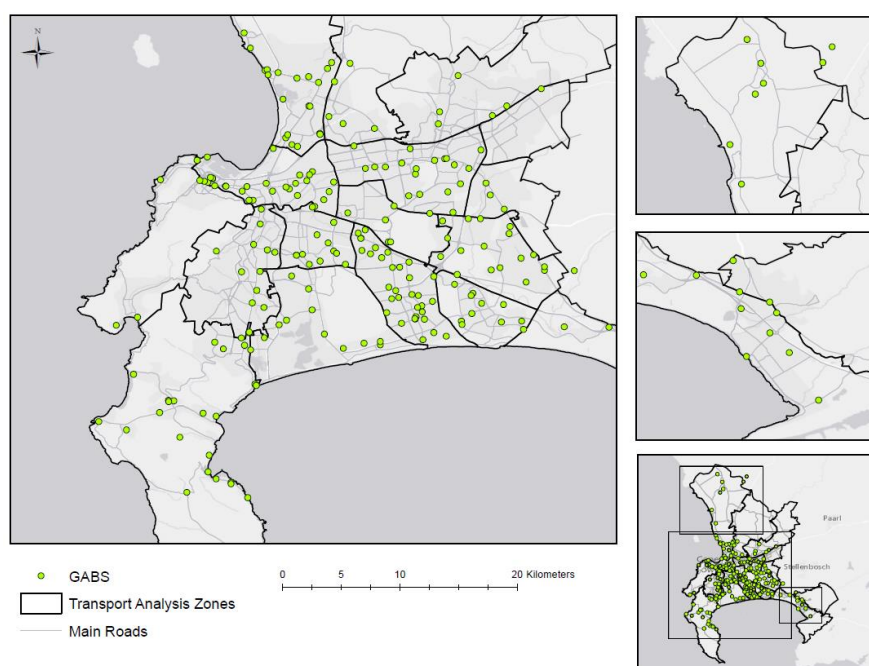 N
Paarl
Stellenbosch
GABS
Transport Analysis Zones
Main Roads
0 5 10 20 Kilometers